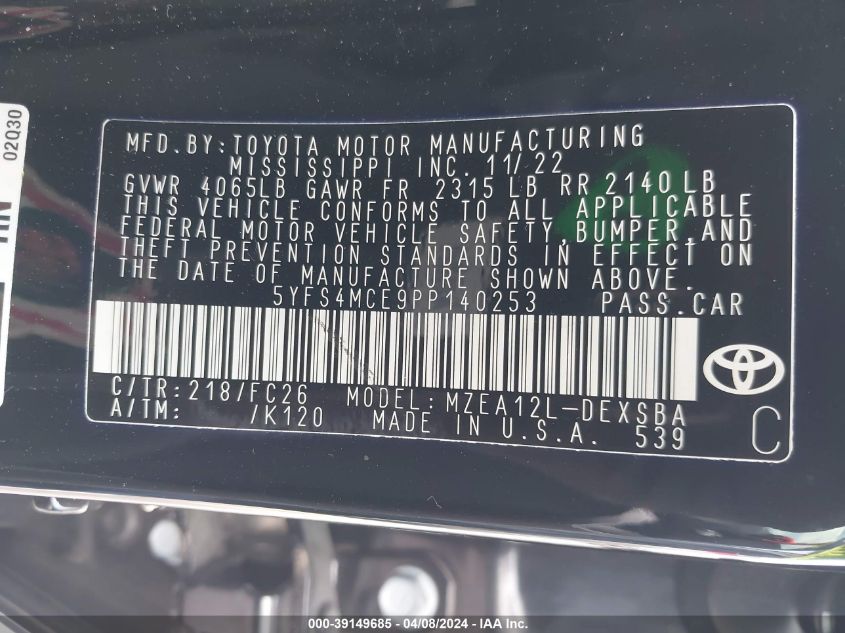 02Q30
MFD. BY: TOYOTA MOTOR MANUFACTURING
MISSISSIPPI INC. 11/22
GVWR 4065LB GAWR FR 2315 LB RR 2140 LB
THIS VEHICLE CONFORMS TO ALL APPLICABLE
FEDERAL MOTOR VEHICLE SAFETY, BUMPER, AND
THEFT PREVENTION STANDARDS IN EFFECT ON
THE DATE OF MANUFACTURE SHOWN ABOVE.
5YFS4MCE9PP140253 PASS. CAR
C/TR: 218/FC26 MODEL: MZEA12L-DEXSBA
A/TM: /K120 MADE IN U.S.A. 539
C
000-39149685 - 04/08/2024 - IAA Inc.